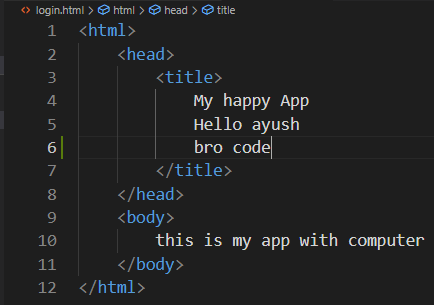 login.html > html > head > title
1 <html>
2 <head>
3 <title>
4 My happy App
5 Hello ayush
6 bro code
7 </title>
8 </head>
9 <body>
10 this is my app with computer
11 </body>
12 </html>